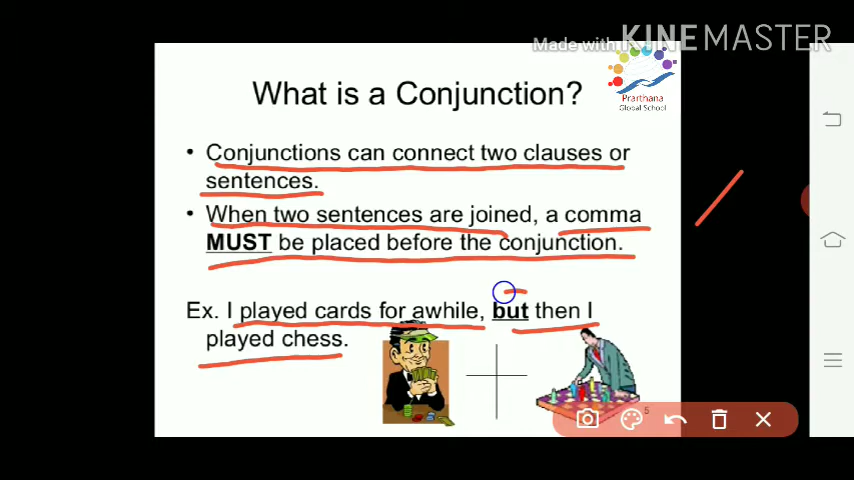 Made with KINEMASTER
What is a Conjunction?
Prarthana
Global School
• Conjunctions can connect two clauses or
sentences.
• When two sentences are joined, a comma
MUST be placed before the conjunction.
Ex. I played cards for awhile, but then I
played chess.
5